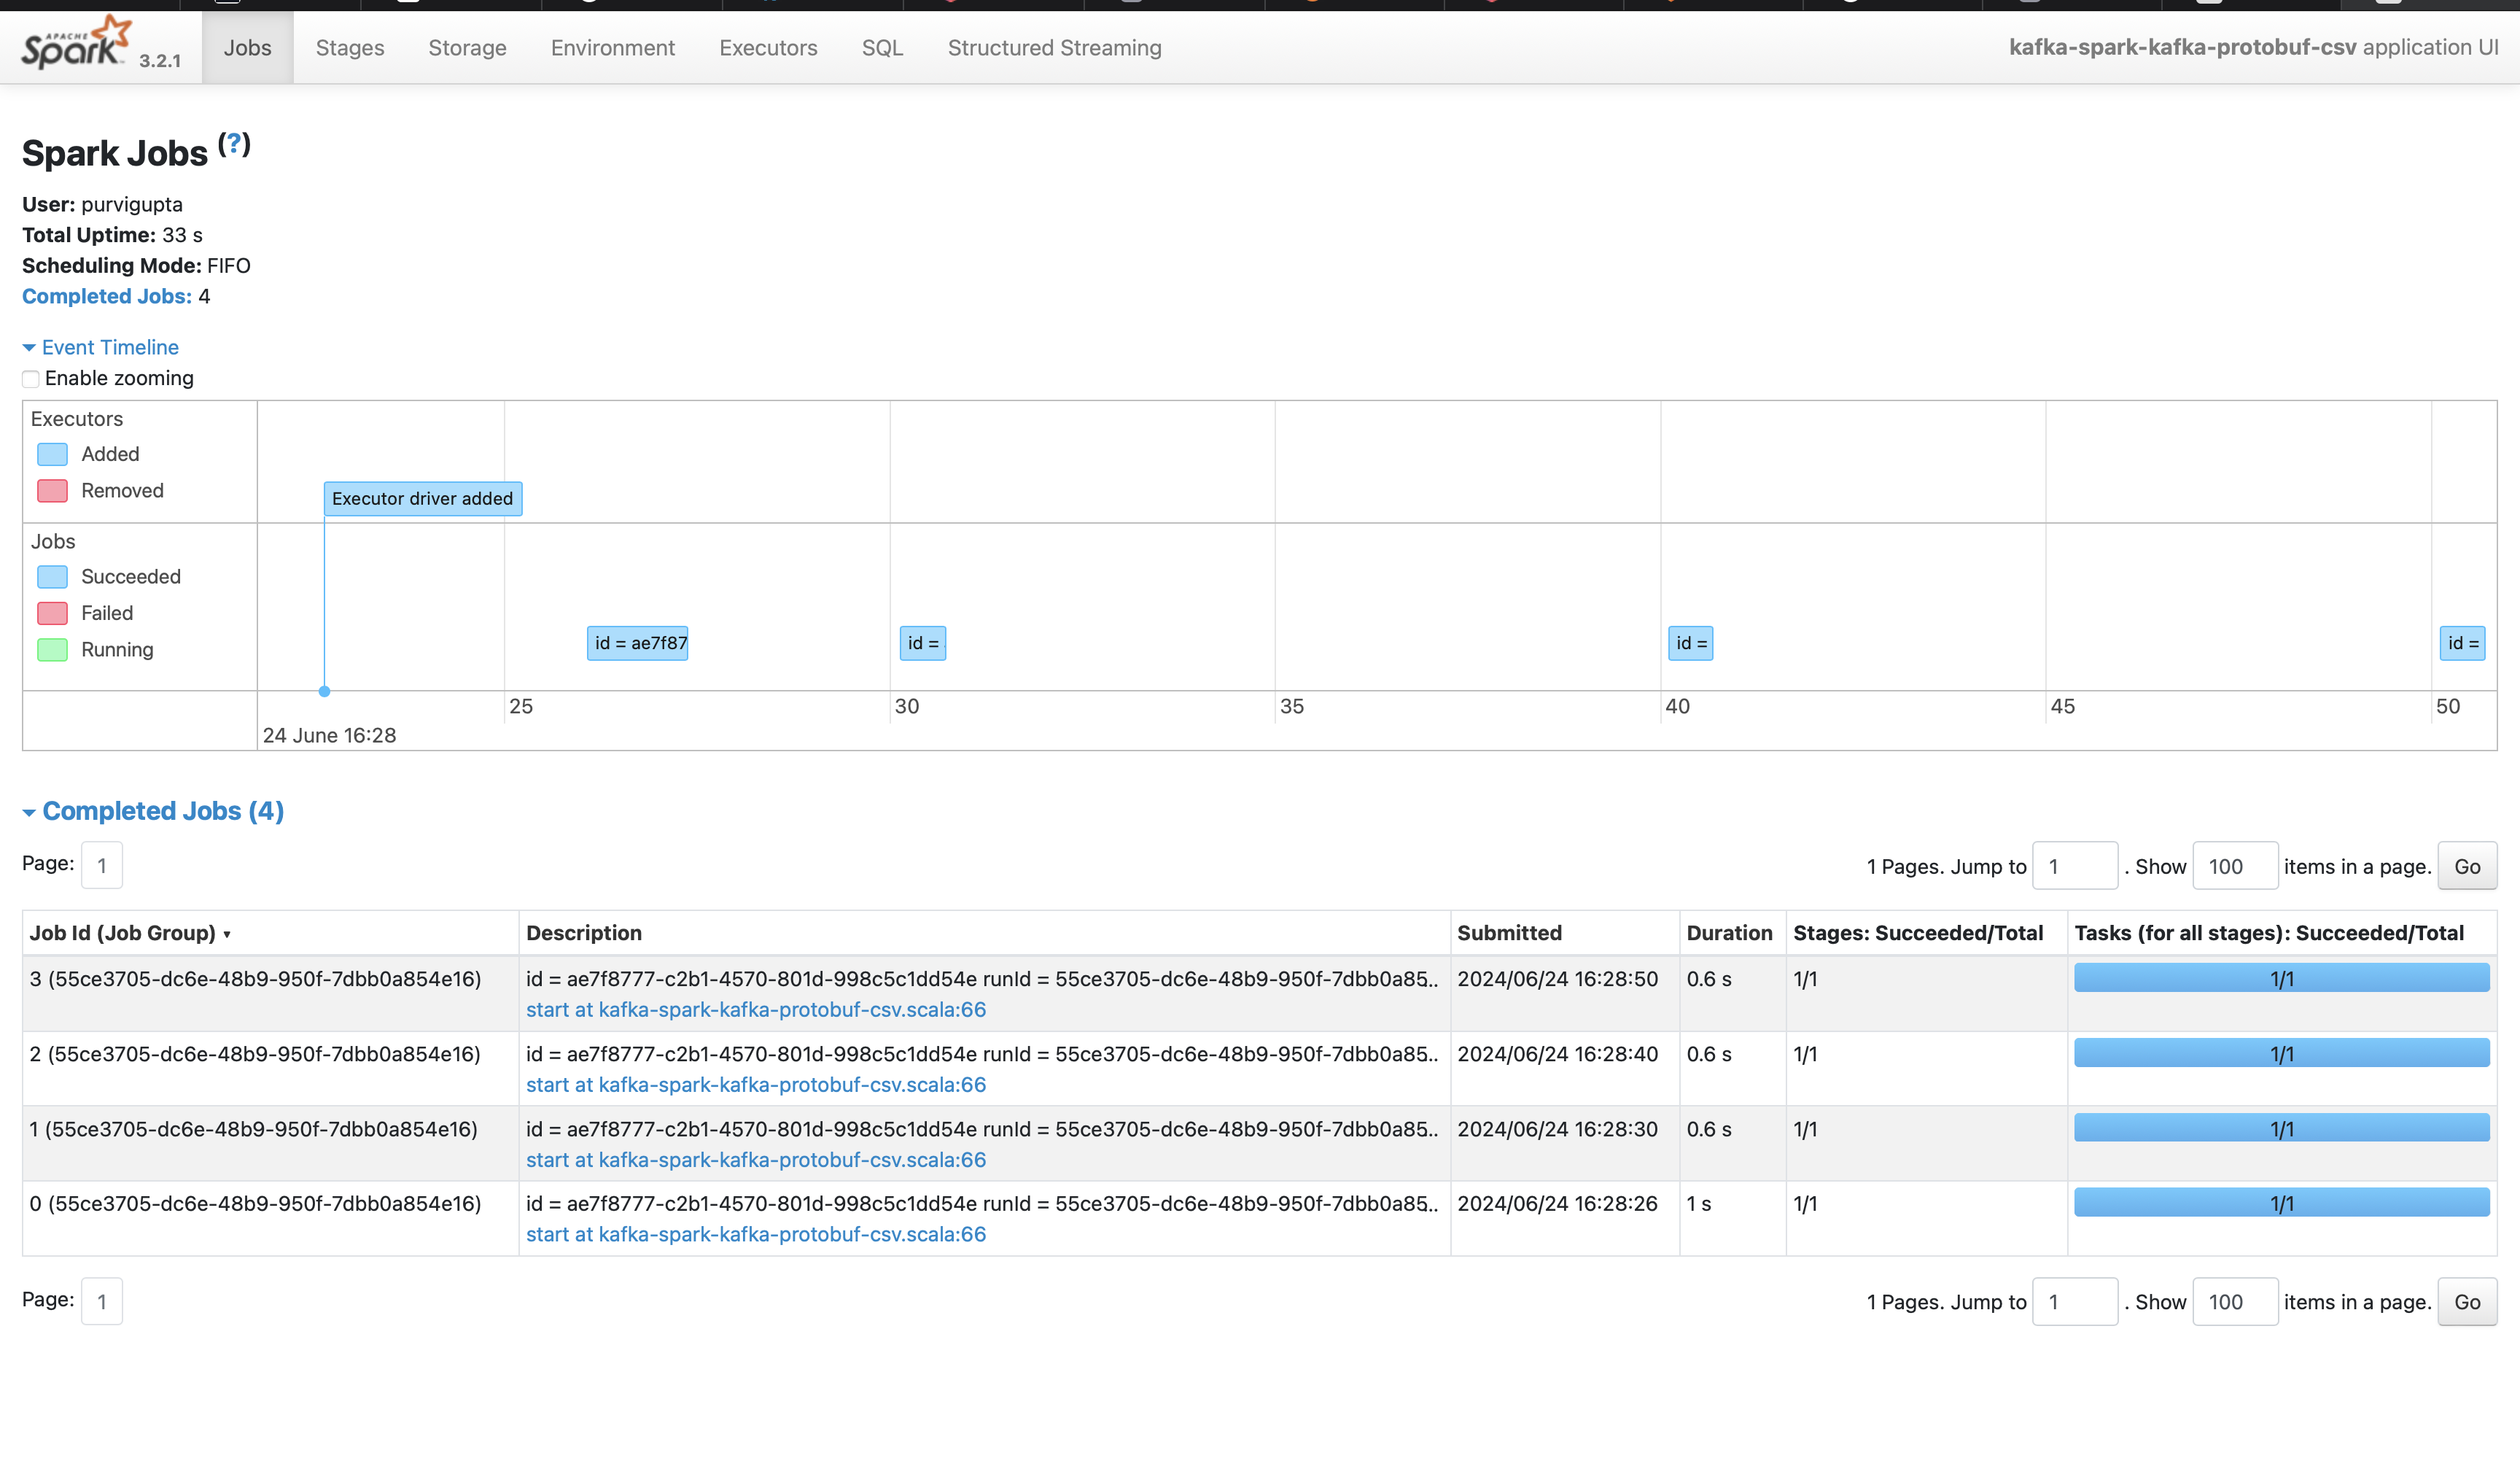 APACHE
Spark 3.2.1 Jobs Stages Storage Environment Executors SQL Structured Streaming kafka-spark-kafka-protobuf-csv application UI
Spark Jobs (?)
User: purvigupta
Total Uptime: 33 s
Scheduling Mode: FIFO
Completed Jobs: 4
Event Timeline
Enable zooming
Executors
Added
Removed
Executor driver added
Jobs
Succeeded
Failed
Running
id = ae7f87 id = id = id =
25 30 35 40 45 50
24 June 16:28
Completed Jobs (4)
Page: 1 1 Pages. Jump to 1 . Show 100 items in a page. Go
Job Id (Job Group) ▾ Description Submitted Duration Stages: Succeeded/Total Tasks (for all stages): Succeeded/Total
3 (55ce3705-dc6e-48b9-950f-7dbb0a854e16) id = ae7f8777-c2b1-4570-801d-998c5c1dd54e runId = 55ce3705-dc6e-48b9-950f-7dbb0a85... 2024/06/24 16:28:50 0.6 s 1/1 1/1
start at kafka-spark-kafka-protobuf-csv.scala:66
2 (55ce3705-dc6e-48b9-950f-7dbb0a854e16) id = ae7f8777-c2b1-4570-801d-998c5c1dd54e runId = 55ce3705-dc6e-48b9-950f-7dbb0a85... 2024/06/24 16:28:40 0.6 s 1/1 1/1
start at kafka-spark-kafka-protobuf-csv.scala:66
1 (55ce3705-dc6e-48b9-950f-7dbb0a854e16) id = ae7f8777-c2b1-4570-801d-998c5c1dd54e runId = 55ce3705-dc6e-48b9-950f-7dbb0a85... 2024/06/24 16:28:30 0.6 s 1/1 1/1
start at kafka-spark-kafka-protobuf-csv.scala:66
0 (55ce3705-dc6e-48b9-950f-7dbb0a854e16) id = ae7f8777-c2b1-4570-801d-998c5c1dd54e runId = 55ce3705-dc6e-48b9-950f-7dbb0a85... 2024/06/24 16:28:26 1 s 1/1 1/1
start at kafka-spark-kafka-protobuf-csv.scala:66
Page: 1 1 Pages. Jump to 1 . Show 100 items in a page. Go